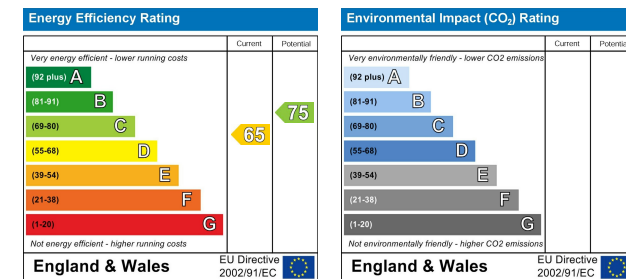 Energy Efficiency Rating
Current Potential
Very energy efficient - lower running costs
(92 plus) A
(81-91) B
75
(69-80) C
65
(55-68) D
(39-54) E
(21-38) F
(1-20) G
Not energy efficient - higher running costs
England & Wales
EU Directive
2002/91/EC
Environmental Impact (CO2) Rating
Current Potential
Very environmentally friendly - lower CO2 emissions
(92 plus) A
(81-91) B
(69-80) C
(55-68) D
(39-54) E
(21-38) F
(1-20) G
Not environmentally friendly - higher CO2 emissions
England & Wales
EU Directive
2002/91/EC